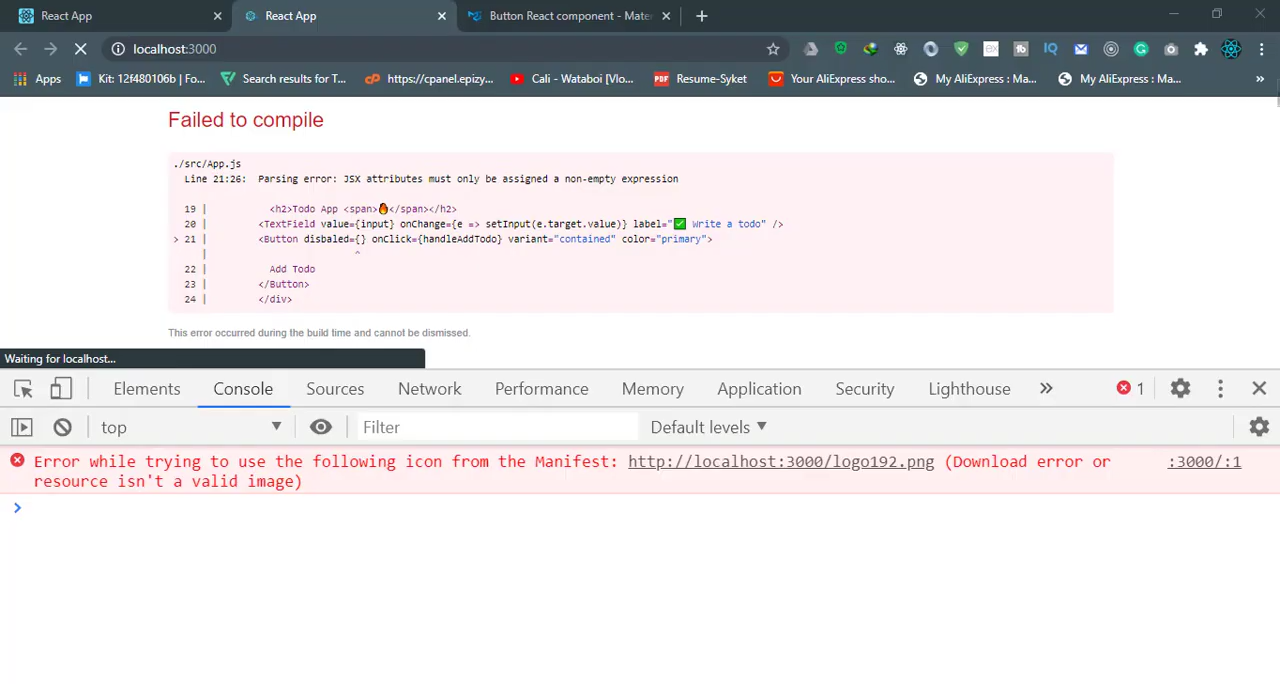 React App
React App
Button React component - Mater
localhost:3000
Apps
Kit: 12f480106b | Fo...
Search results for T...
https://cpanel.epizy...
Cali - Wataboi [Vlo...
Resume-Syket
Your AliExpress sho...
My AliExpress : Ma...
My AliExpress : Ma...
Failed to compile
./src/App.js
Line 21:26:  Parsing error: JSX attributes must only be assigned a non-empty expression
19 |        <h2>Todo App <span>🔥</span></h2>
20 |      <TextField value={input} onChange={e => setInput(e.target.value)} label="✅ Write a todo" />
> 21 |      <Button disbaled={} onClick={handleAddTodo} variant="contained" color="primary">
|                       ^
22 |        Add Todo
23 |      </Button>
24 |      </div>
This error occurred during the build time and cannot be dismissed.
Waiting for localhost...
Elements Console Sources Network Performance Memory Application Security Lighthouse » 1
top Filter Default levels
Error while trying to use the following icon from the Manifest: http://localhost:3000/logo192.png (Download error or :3000/:1
resource isn't a valid image)